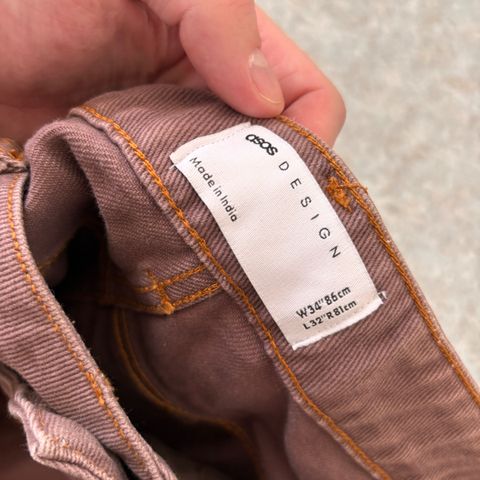 asos
DESIGN
Made in India
W34" 86cm
L32" R 81cm